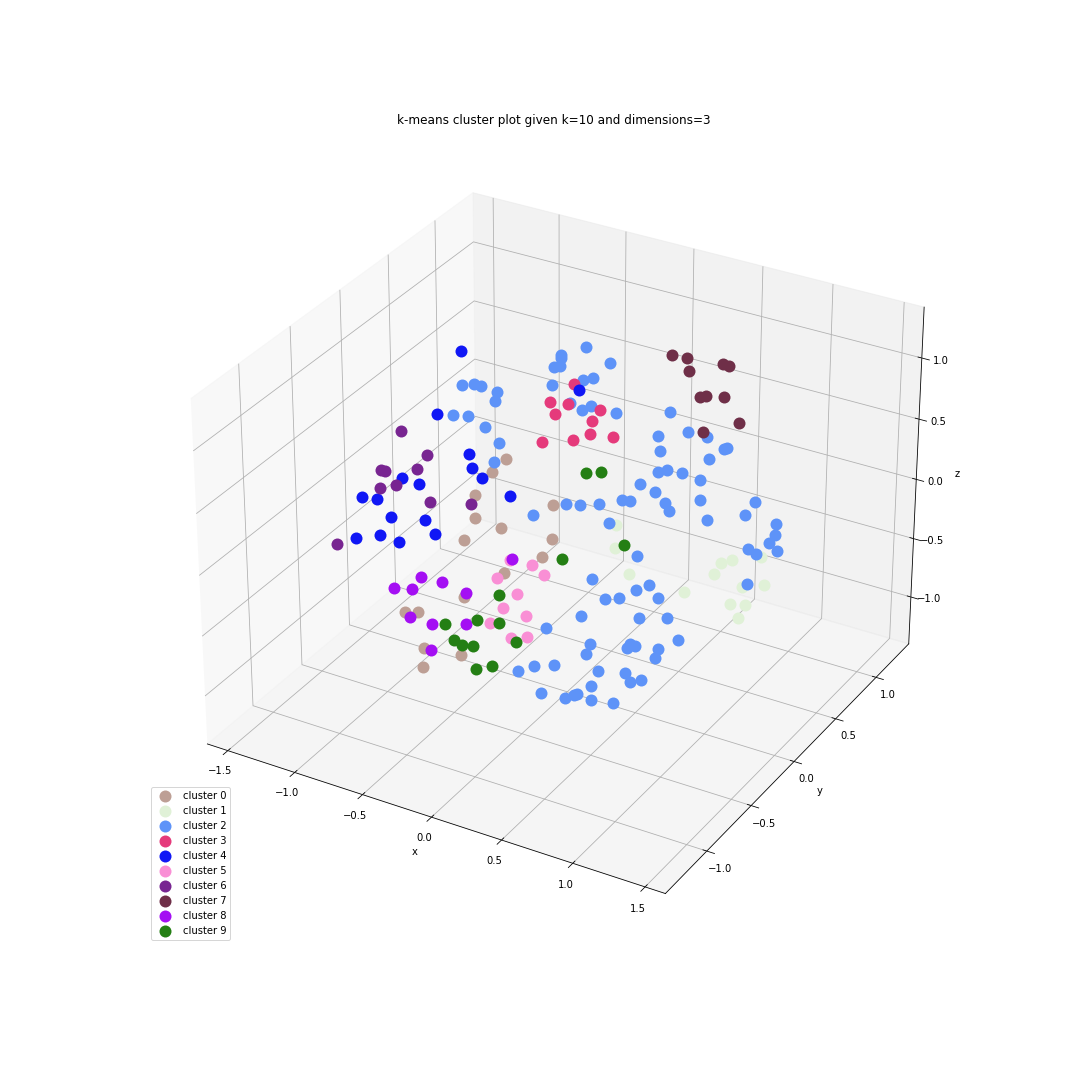 k-means cluster plot given k=10 and dimensions=3
1.0
0.5
0.0
z
−0.5
−1.0
1.0
0.5
0.0
y
−0.5
−1.0
−1.5
−1.0
−0.5
0.0
x
0.5
1.0
1.5
cluster 0
cluster 1
cluster 2
cluster 3
cluster 4
cluster 5
cluster 6
cluster 7
cluster 8
cluster 9